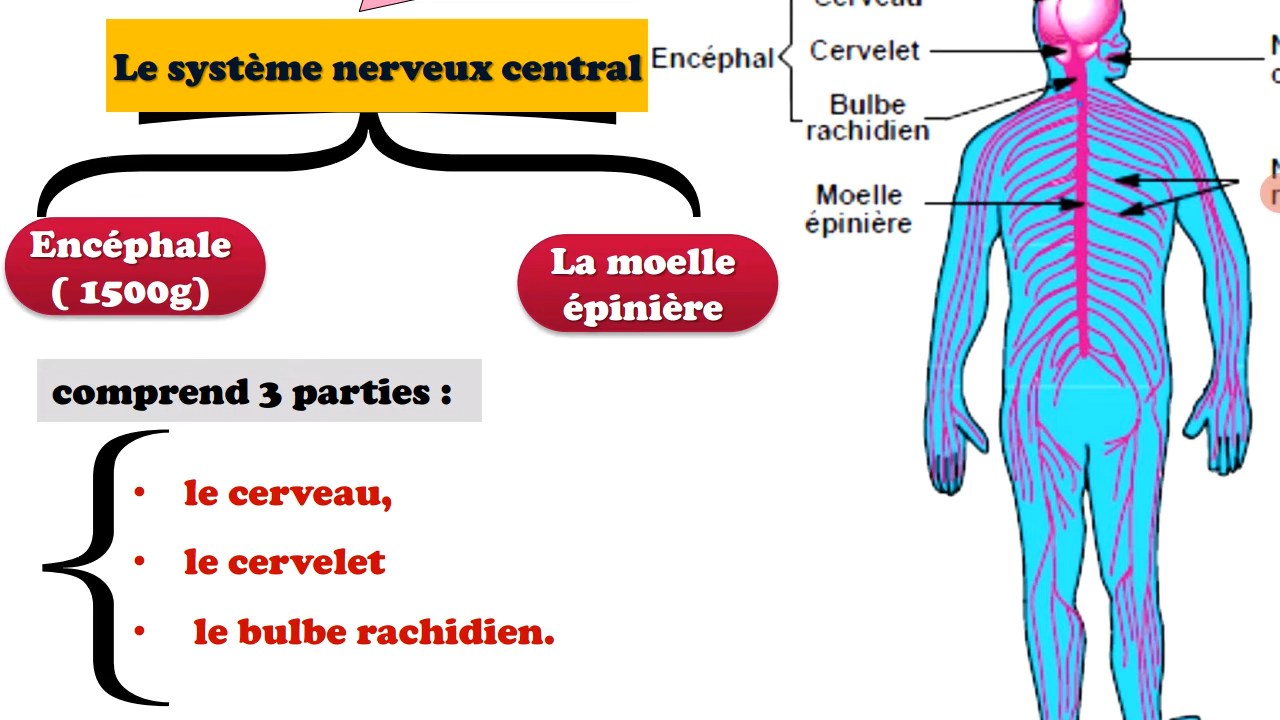 Le système nerveux central
Encéphale
( 1500g)
La moelle
épinière
comprend 3 parties :
• le cerveau,
• le cervelet
• le bulbe rachidien.
Cerveau
Encéphal
Cervelet
Bulbe
rachidien
Moelle
épinière